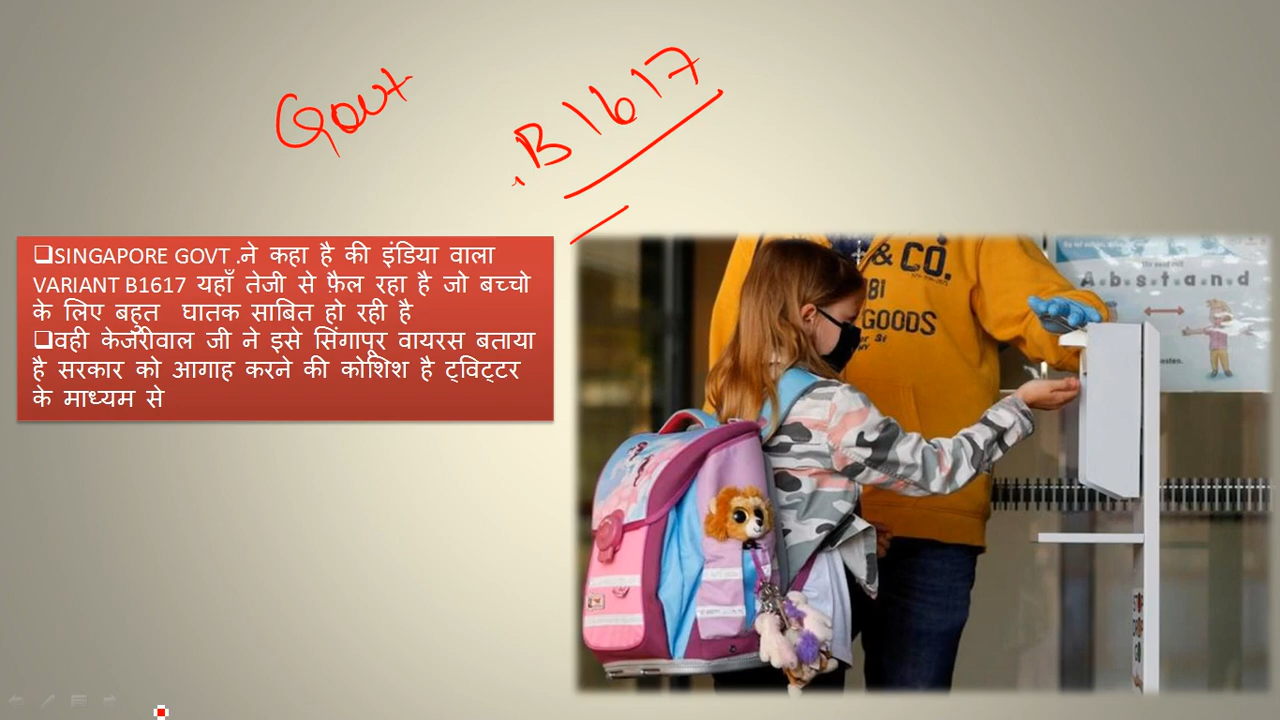 Govt
B1617
❑SINGAPORE GOVT .ने कहा है की इंडिया वाला
VARIANT B1617 यहाँ तेजी से फ़ैल रहा है जो बच्चो
के लिए बहुत घातक साबित हो रही है
❑वही केजरीवाल जी ने इसे सिंगापूर वायरस बताया
है सरकार को आगाह करने की कोशिश है ट्विट्टर
के माध्यम से
& CO.
81
GOODS
A.b.s.t.a.n.d